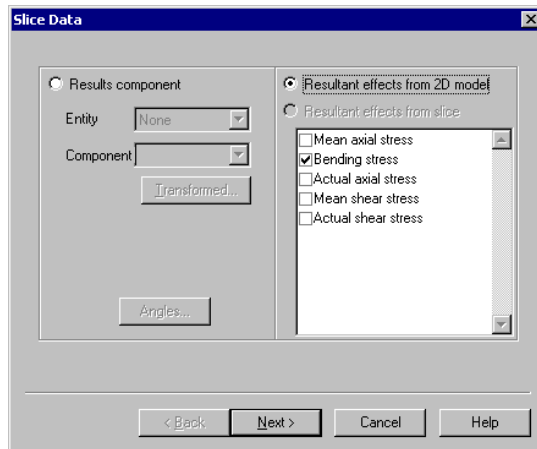 Slice Data
Results component
Entity
None
Component
Transformed...
Angles...
Resultant effects from 2D model
Resultant effects from slice
Mean axial stress
Bending stress
Actual axial stress
Mean shear stress
Actual shear stress
< Back
Next >
Cancel
Help